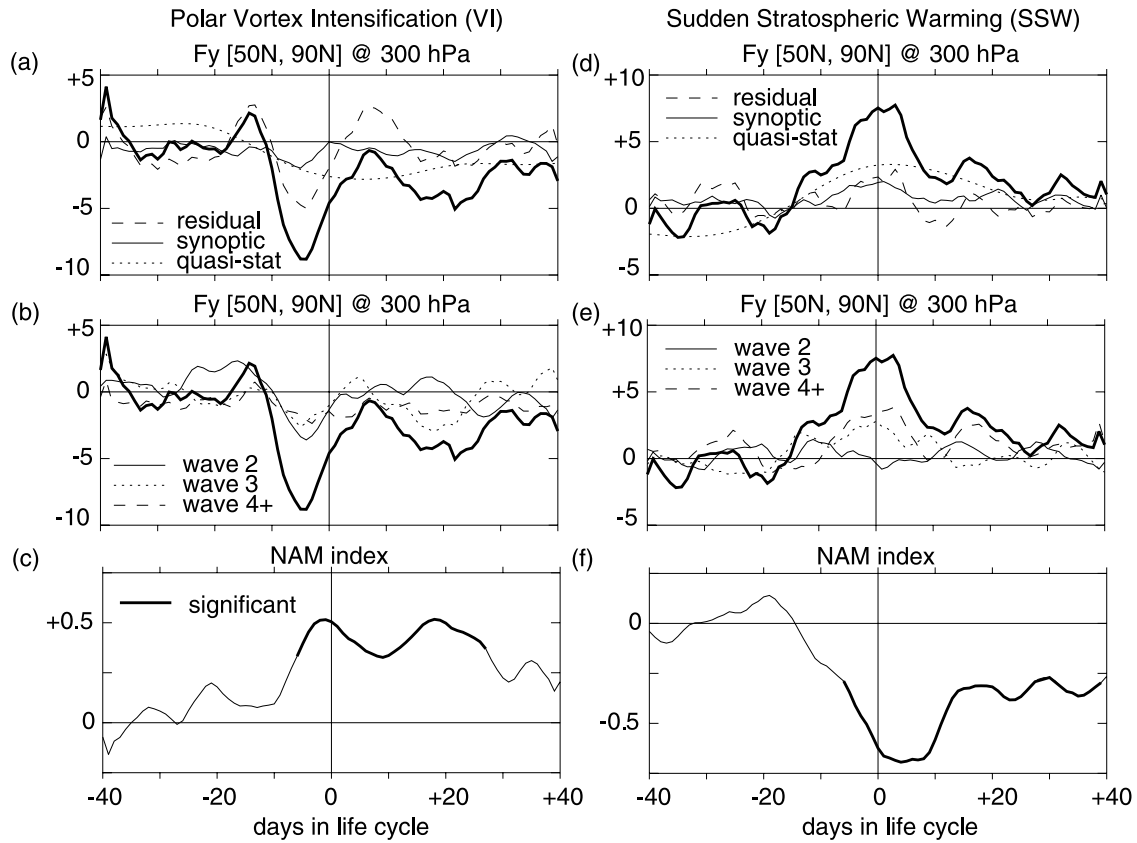 Polar Vortex Intensification (VI)
(a)
Fy [50N, 90N] @ 300 hPa
+5
0
-5
-10
residual
synoptic
quasi-stat
(b)
Fy [50N, 90N] @ 300 hPa
+5
0
-5
-10
wave 2
wave 3
wave 4+
(c)
NAM index
significant
+0.5
0
-40
-20
0
+20
+40
days in life cycle
Sudden Stratospheric Warming (SSW)
(d)
Fy [50N, 90N] @ 300 hPa
+10
+5
0
-5
residual
synoptic
quasi-stat
(e)
Fy [50N, 90N] @ 300 hPa
+10
+5
0
-5
wave 2
wave 3
wave 4+
(f)
NAM index
0
-0.5
-40
-20
0
+20
+40
days in life cycle